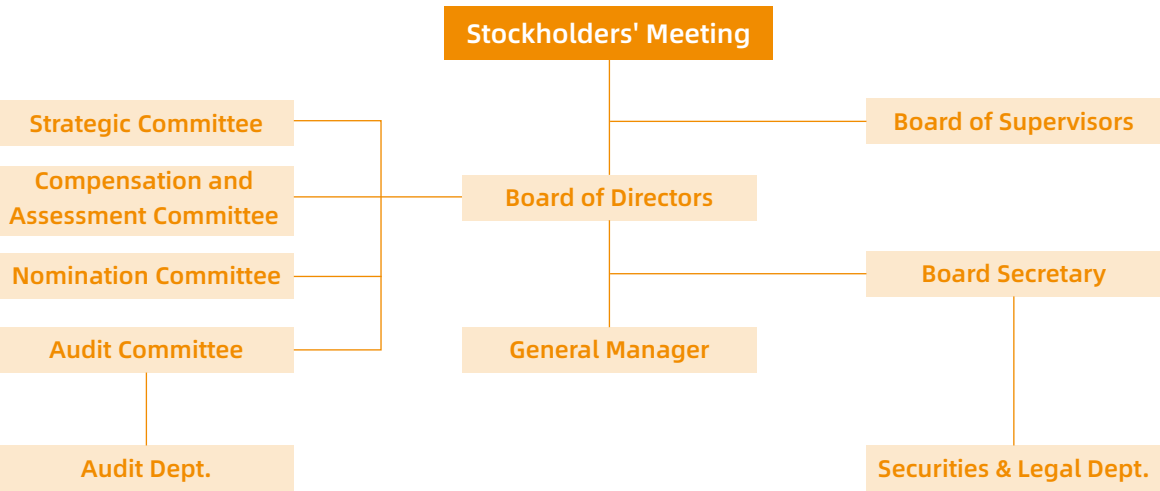 Stockholders' Meeting
Strategic Committee
Board of Supervisors
Compensation and
Assessment Committee
Board of Directors
Nomination Committee
Board Secretary
Audit Committee
General Manager
Audit Dept.
Securities & Legal Dept.